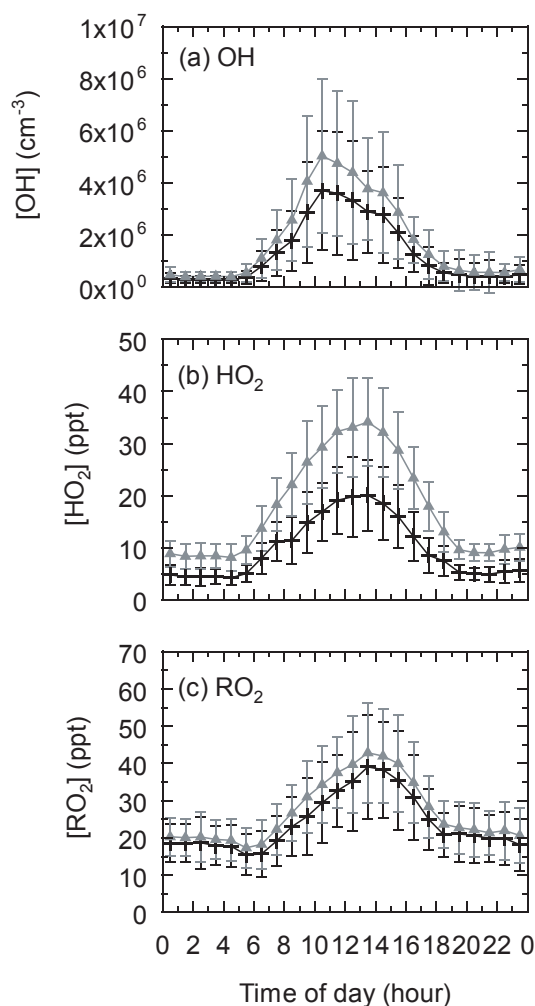 1x10⁷
8x10⁶
6x10⁶
4x10⁶
2x10⁶
0x10⁰
[OH] (cm⁻³)
(a) OH
50
40
30
20
10
0
[HO₂] (ppt)
(b) HO₂
70
60
50
40
30
20
10
0
[RO₂] (ppt)
(c) RO₂
0 2 4 6 8 10 12 14 16 18 20 22 0
Time of day (hour)